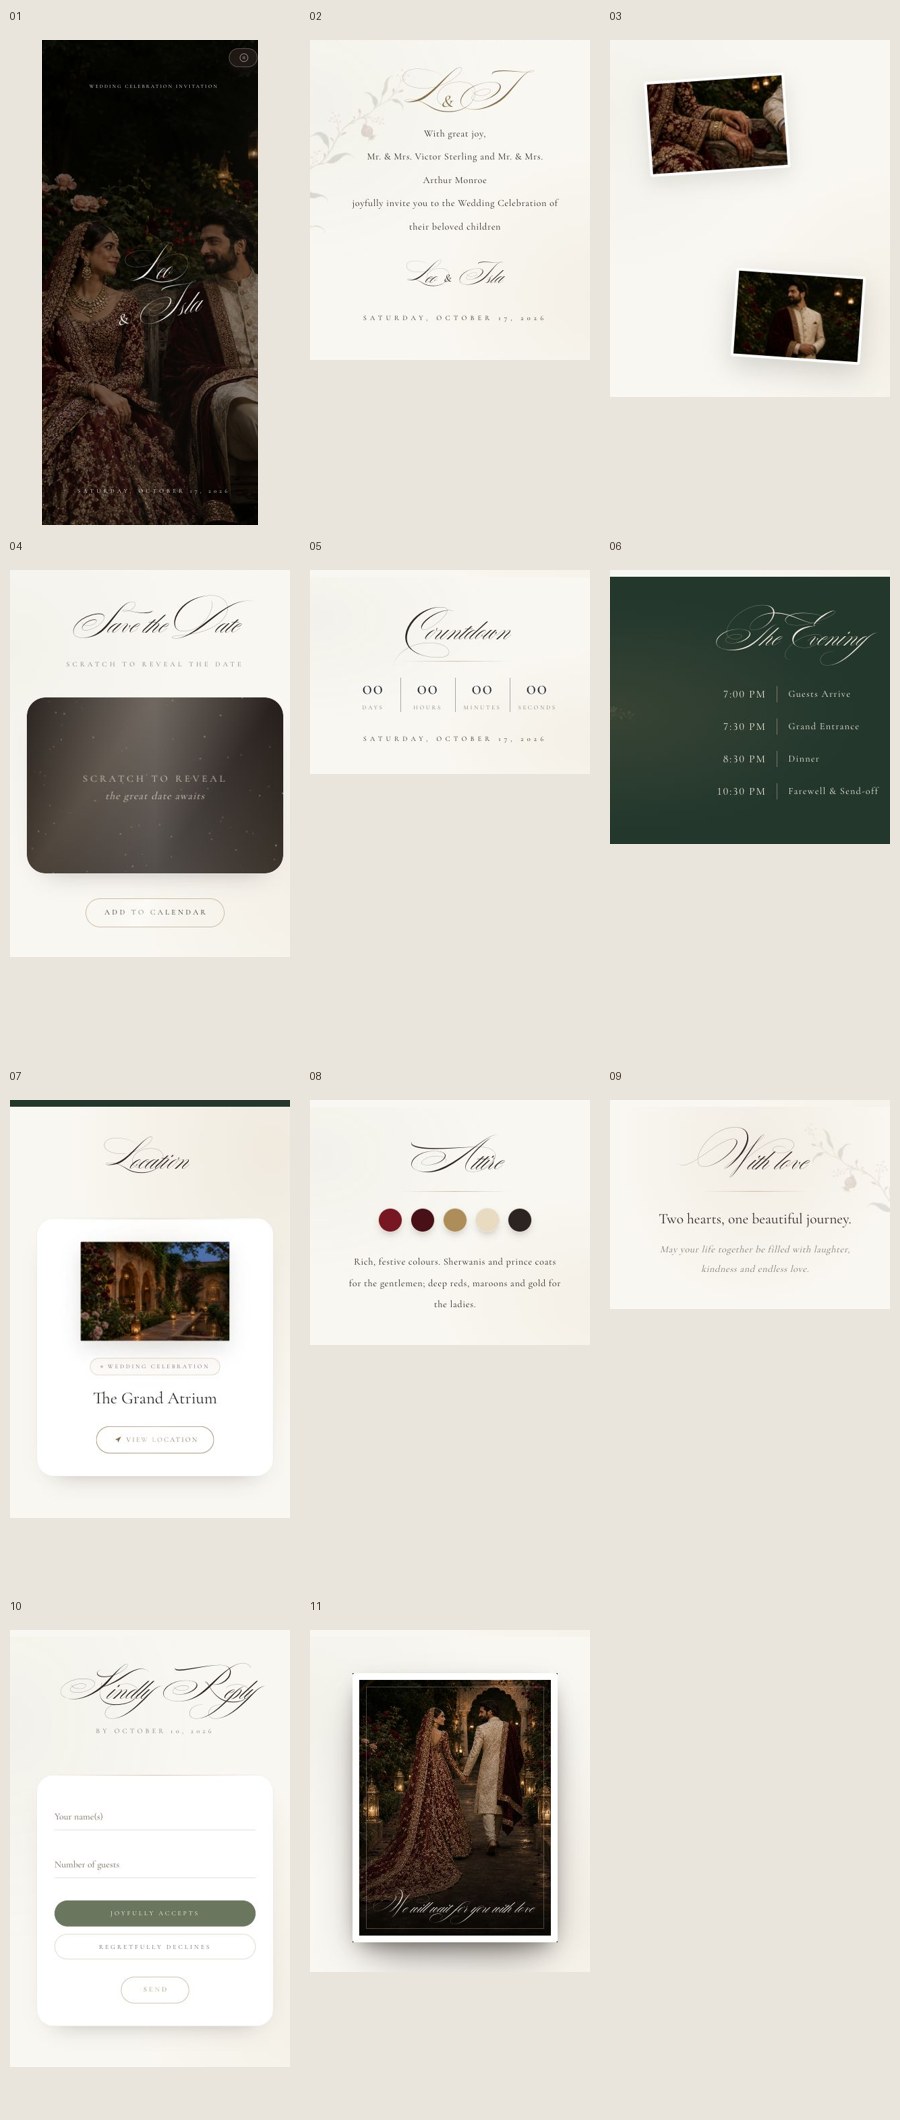 01
WEDDING CELEBRATION INVITATION
Leo
& Isla
SATURDAY, OCTOBER 17, 2026
02
L & I
With great joy,
Mr. & Mrs. Victor Sterling and Mr. & Mrs.
Arthur Monroe
joyfully invite you to the Wedding Celebration of
their beloved children
Leo & Isla
SATURDAY, OCTOBER 17, 2026
03
04
Save the Date
SCRATCH TO REVEAL THE DATE
SCRATCH TO REVEAL
the great date awaits
ADD TO CALENDAR
05
Countdown
00 00 00 00
DAYS HOURS MINUTES SECONDS
SATURDAY, OCTOBER 17, 2026
06
The Evening
7:00 PM Guests Arrive
7:30 PM Grand Entrance
8:30 PM Dinner
10:30 PM Farewell & Send-off
07
Location
WEDDING CELEBRATION
The Grand Atrium
VIEW LOCATION
08
Attire
Rich, festive colours. Sherwanis and prince coats
for the gentlemen; deep reds, maroons and gold for
the ladies.
09
With love
Two hearts, one beautiful journey.
May your life together be filled with laughter,
kindness and endless love.
10
Kindly Reply
BY OCTOBER 10, 2026
Your name(s)
Number of guests
JOYFULLY ACCEPTS
REGRETFULLY DECLINES
SEND
11
We will wait for you with love